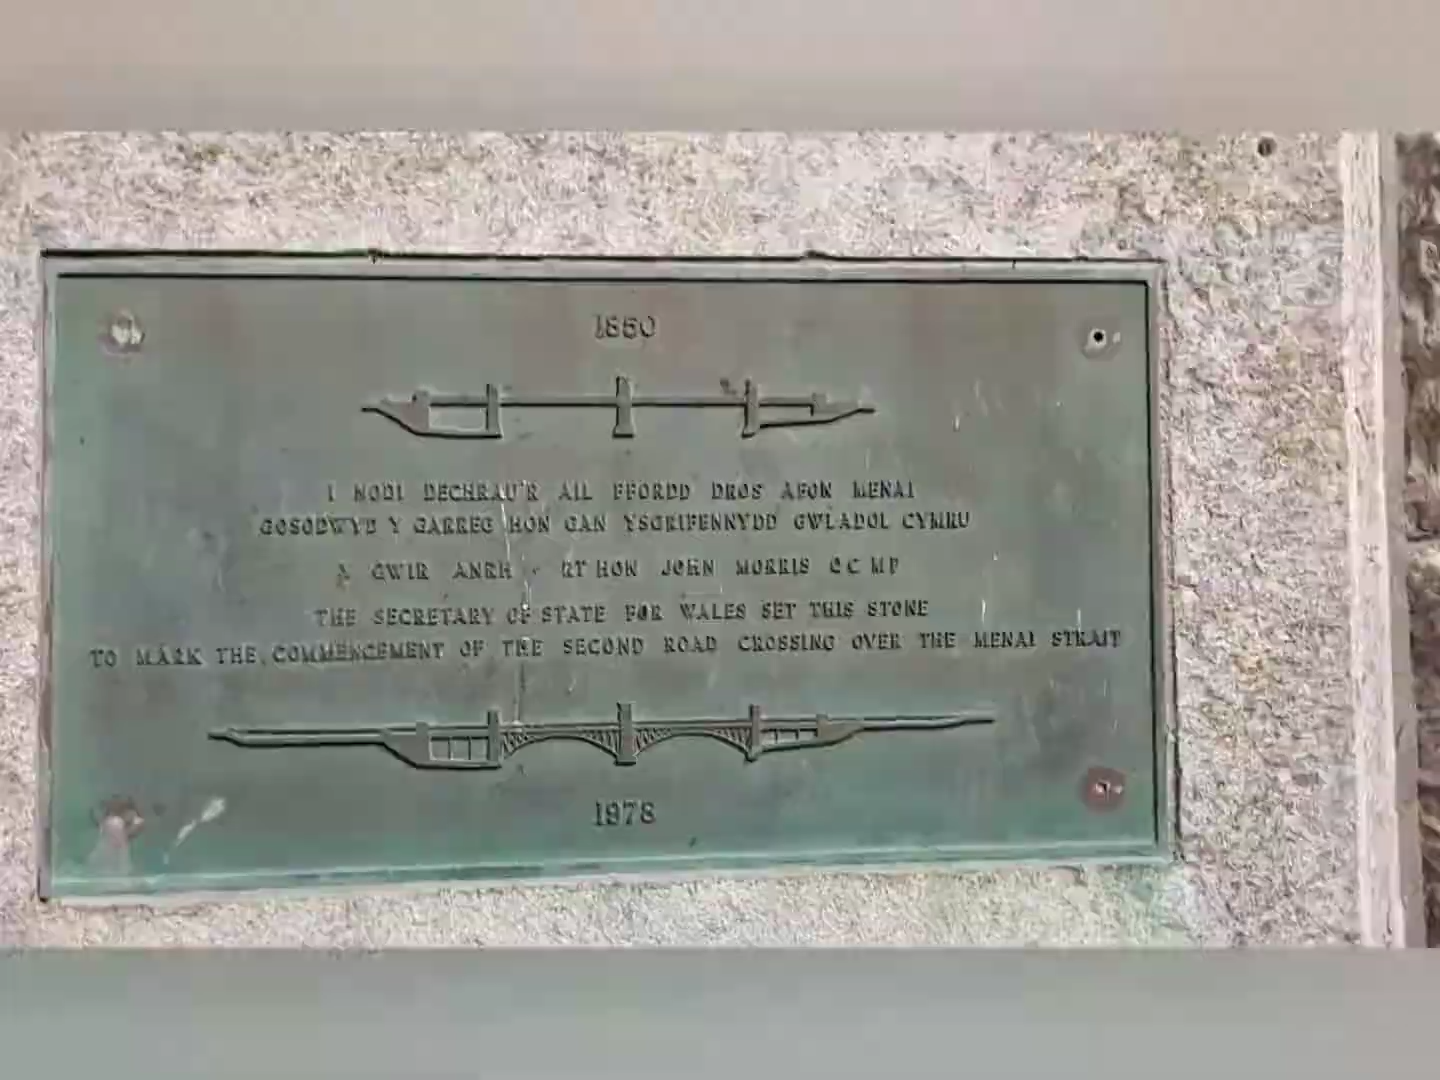 1850
I NODI DECHRAU'R AIL FFORDD DROS AFON MENAI
GOSODWYD Y GARREG HON GAN YSGRIFENNYDD GWLADOL CYMRU
Y GWIR ANRH · RT HON JOHN MORRIS QC MP
THE SECRETARY OF STATE FOR WALES SET THIS STONE
TO MARK THE COMMENCEMENT OF THE SECOND ROAD CROSSING OVER THE MENAI STRAIT
1978